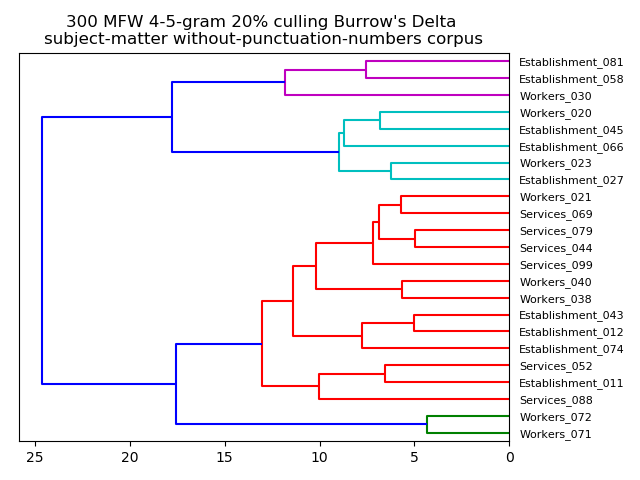 300 MFW 4-5-gram 20% culling Burrow's Delta
subject-matter without-punctuation-numbers corpus
Establishment_081
Establishment_058
Workers_030
Workers_020
Establishment_045
Establishment_066
Workers_023
Establishment_027
Workers_021
Services_069
Services_079
Services_044
Services_099
Workers_040
Workers_038
Establishment_043
Establishment_012
Establishment_074
Services_052
Establishment_011
Services_088
Workers_072
Workers_071
25 20 15 10 5 0